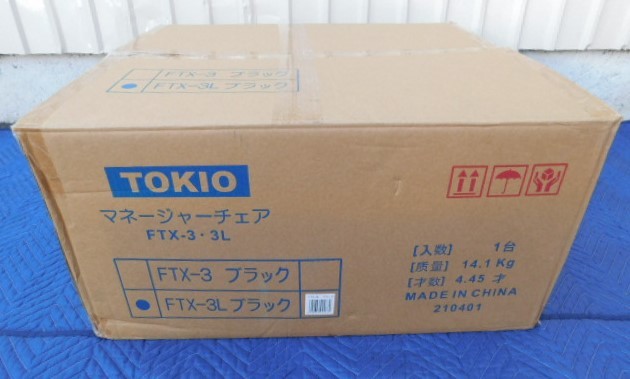 FTX-3 ブラック
FTX-3L ブラック
TOKIO
マネージャーチェア
FTX-3・3L
FTX-3 ブラック
FTX-3L ブラック
[入数] 1台
[質量] 14.1 Kg
[才数] 4.45 才
MADE IN CHINA
210401